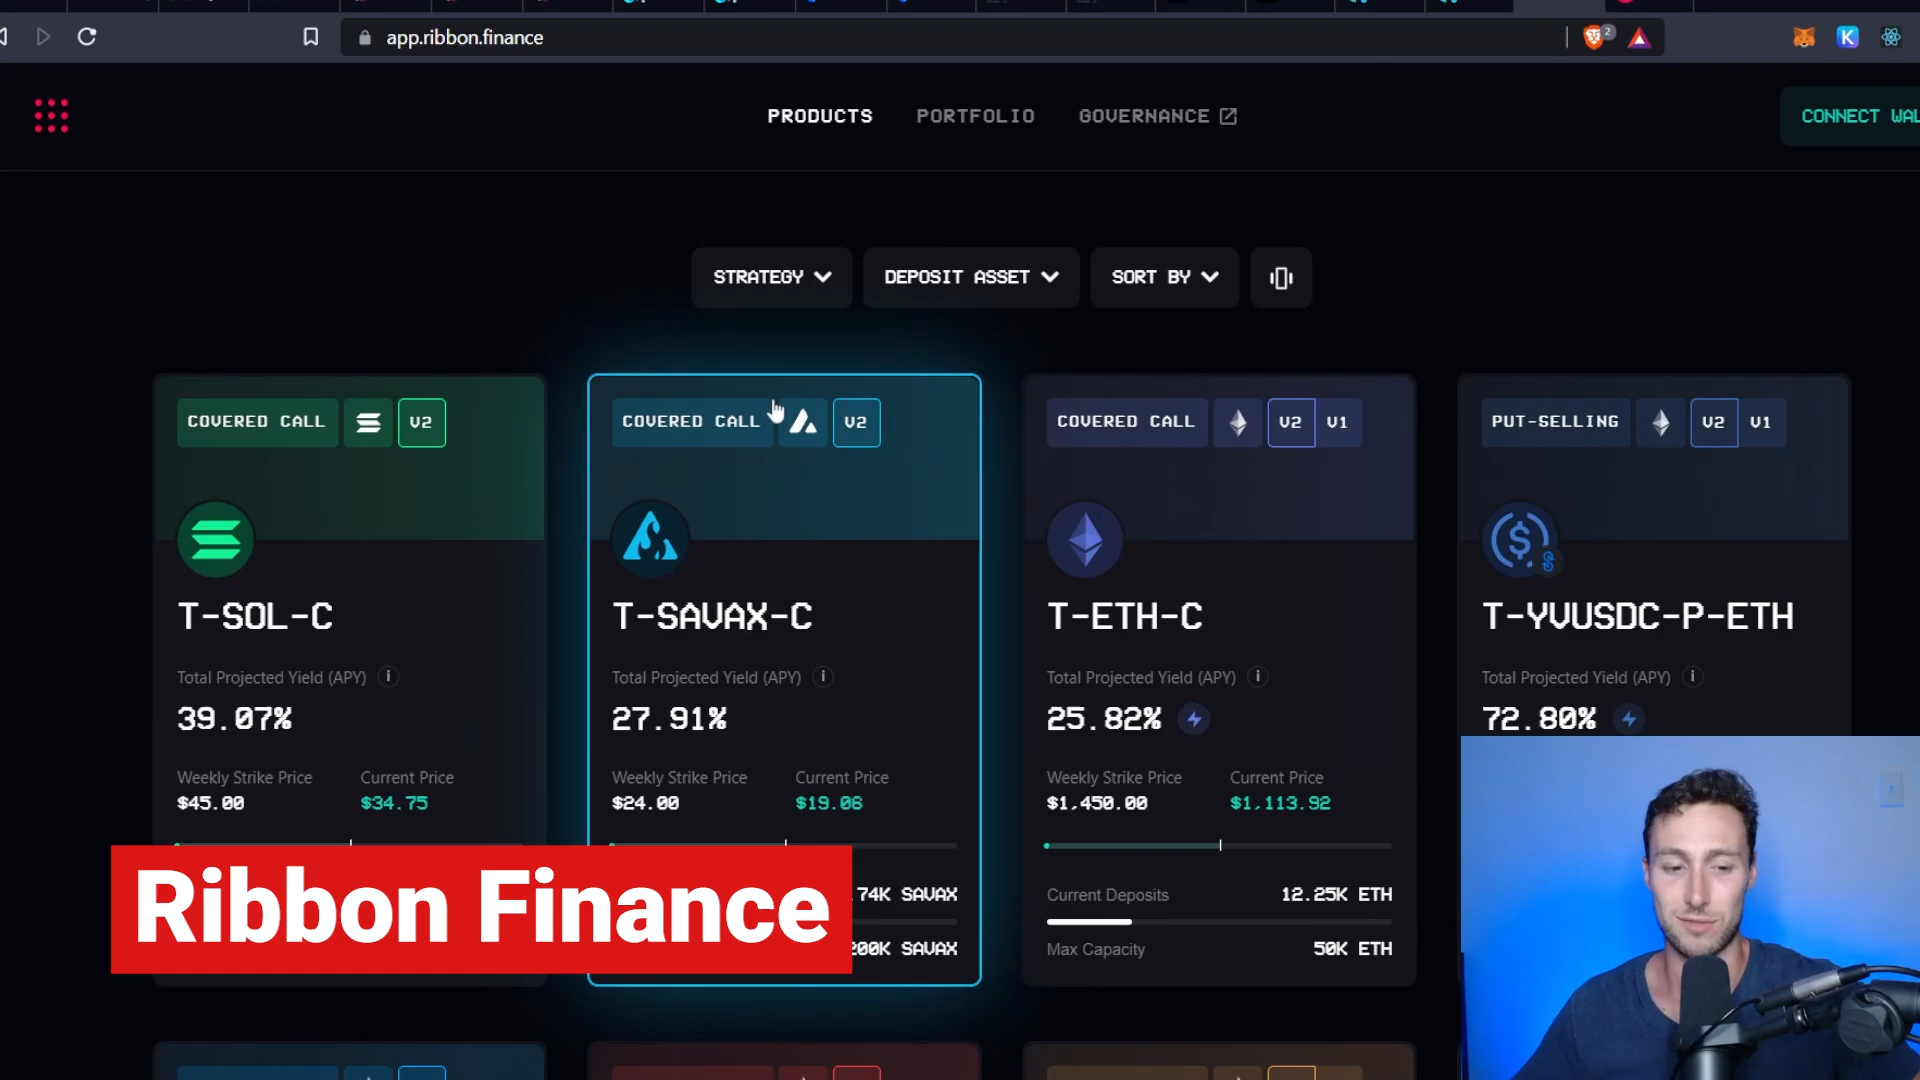 app.ribbon.finance
2
K
PRODUCTS
PORTFOLIO
GOVERNANCE
CONNECT WAL
STRATEGY
DEPOSIT ASSET
SORT BY
COVERED CALL
V2
T-SOL-C
Total Projected Yield (APY) i
39.07%
Weekly Strike Price
Current Price
$45.00
$34.75
COVERED CALL
V2
T-SAVAX-C
Total Projected Yield (APY) i
27.91%
Weekly Strike Price
Current Price
$24.00
$19.06
74K SAVAX
200K SAVAX
COVERED CALL
V2
V1
T-ETH-C
Total Projected Yield (APY) i
25.82%
Weekly Strike Price
Current Price
$1,450.00
$1,113.92
Current Deposits
12.25K ETH
Max Capacity
50K ETH
PUT-SELLING
V2
V1
T-YVUSDC-P-ETH
Total Projected Yield (APY) i
72.80%
Ribbon Finance